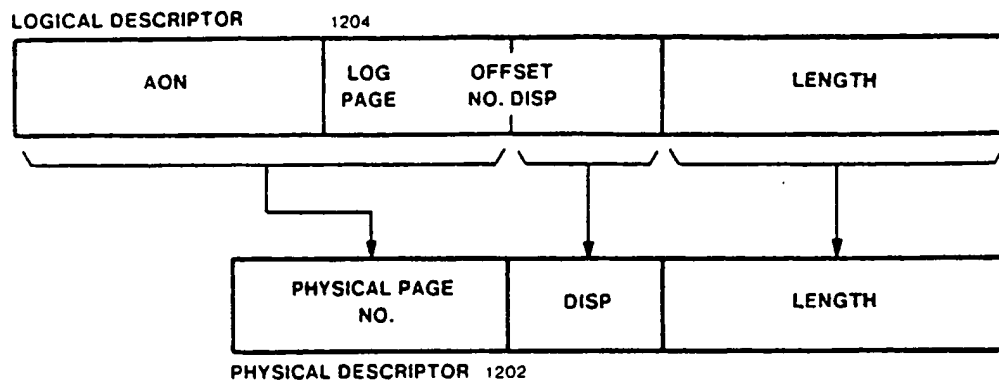 LOGICAL DESCRIPTOR 1204
AON
LOG
PAGE
OFFSET
NO. DISP
LENGTH
PHYSICAL PAGE
NO.
DISP
LENGTH
PHYSICAL DESCRIPTOR 1202